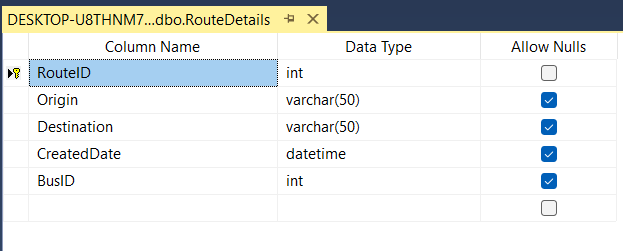 DESKTOP-U8THNM7...dbo.RouteDetails
Column Name Data Type Allow Nulls
RouteID int
Origin varchar(50)
Destination varchar(50)
CreatedDate datetime
BusID int